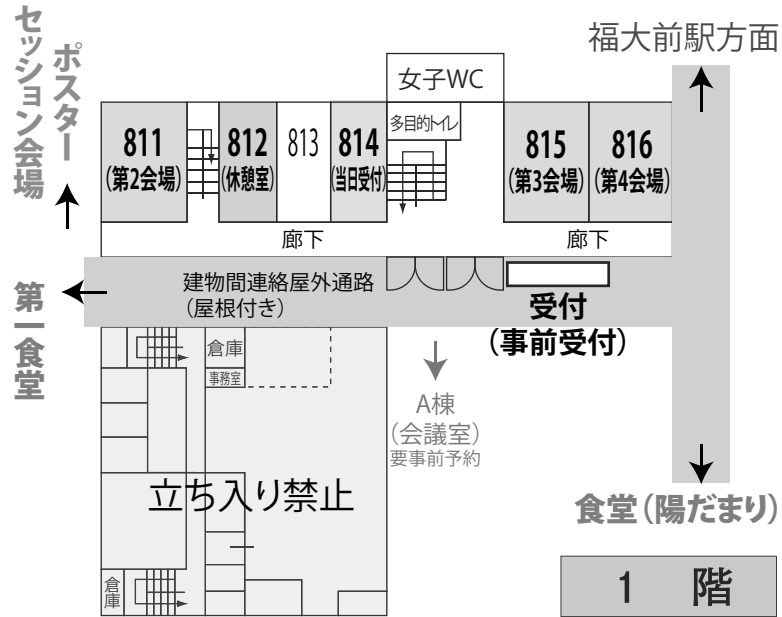 ポスター
セッション会場
福大前駅方面
女子WC
多目的トイレ
811
(第2会場)
812
(休憩室)
813
814
(当日受付)
815
(第3会場)
816
(第4会場)
廊下
廊下
第一食堂
建物間連絡屋外通路
(屋根付き)
受付
(事前受付)
倉庫
事務室
A棟
(会議室)
要事前予約
立ち入り禁止
食堂(陽だまり)
倉庫
1 階